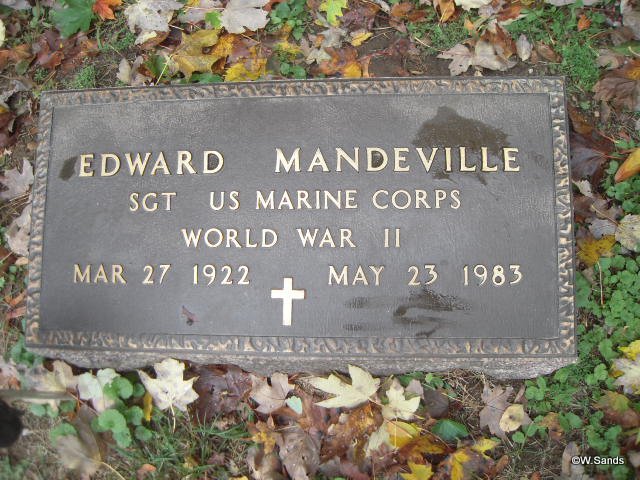 EDWARD MANDEVILLE
SGT US MARINE CORPS
WORLD WAR II
MAR 27 1922 MAY 23 1983
©W.Sands